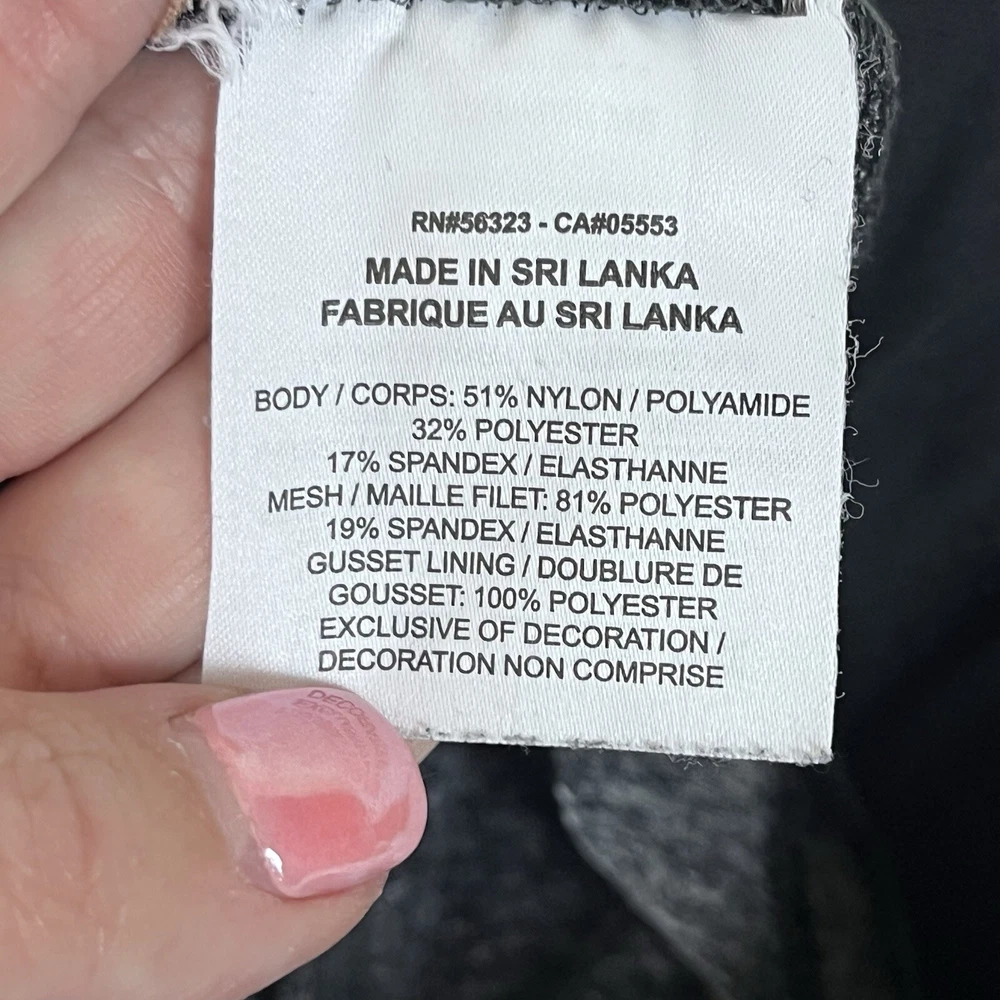 RN#56323 - CA#05553
MADE IN SRI LANKA
FABRIQUE AU SRI LANKA
BODY / CORPS: 51% NYLON / POLYAMIDE
32% POLYESTER
17% SPANDEX / ELASTHANNE
MESH / MAILLE FILET: 81% POLYESTER
19% SPANDEX / ELASTHANNE
GUSSET LINING / DOUBLURE DE
GOUSSET: 100% POLYESTER
EXCLUSIVE OF DECORATION /
DECORATION NON COMPRISE